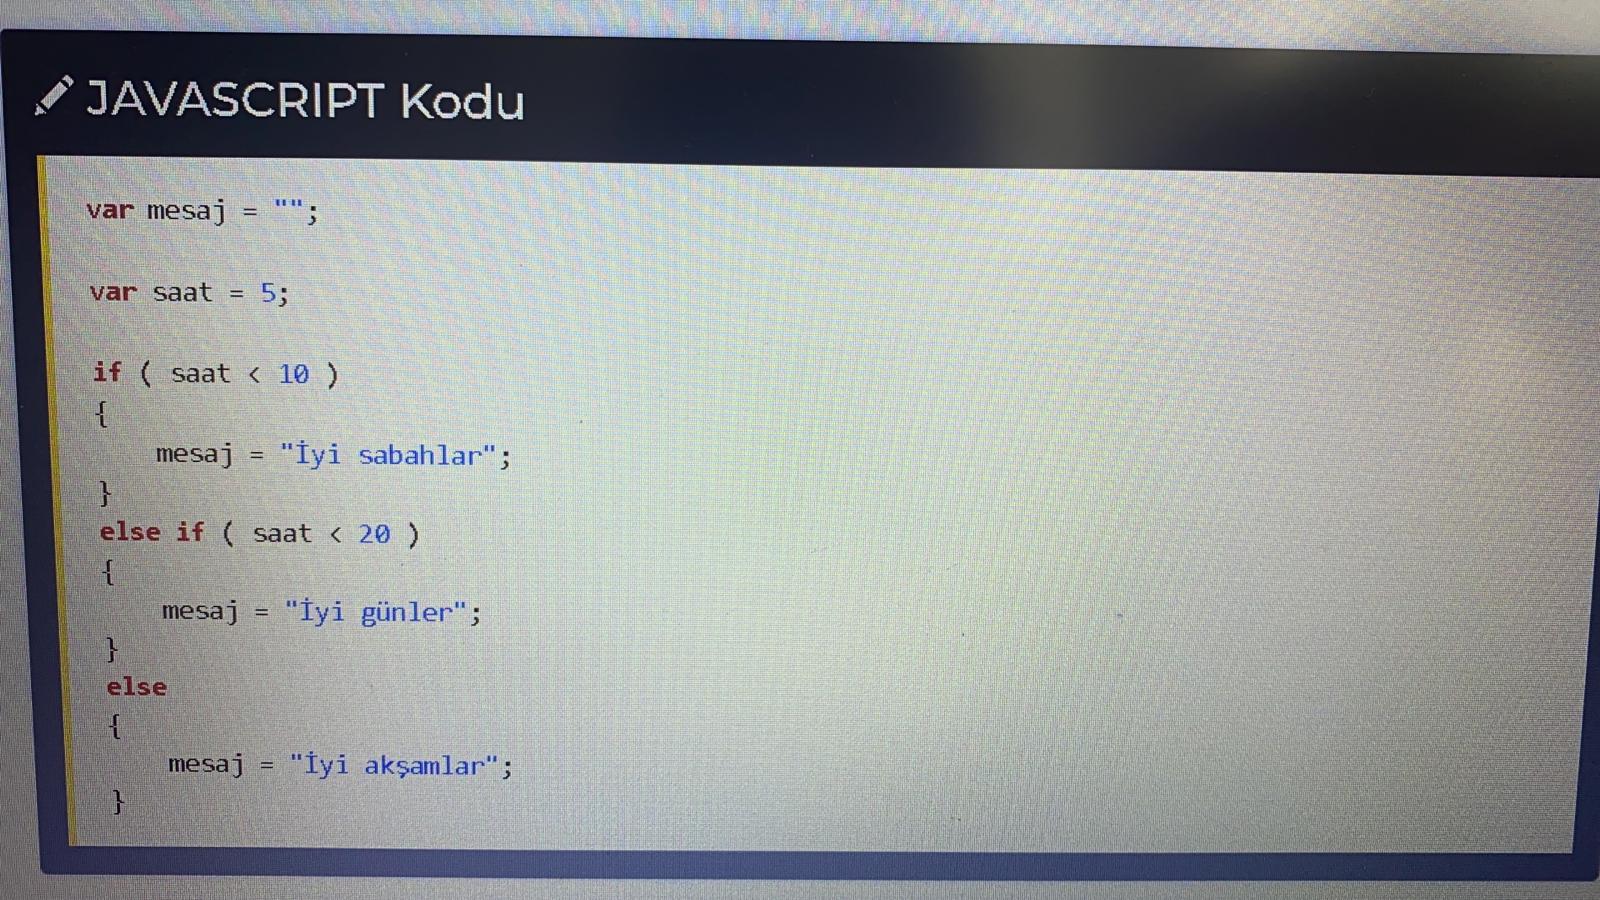 JAVASCRIPT Kodu
var mesaj = "";
var saat = 5;
if ( saat < 10 )
{
mesaj = "İyi sabahlar";
}
else if ( saat < 20 )
{
mesaj = "İyi günler";
}
else
{
mesaj = "İyi akşamlar";
}